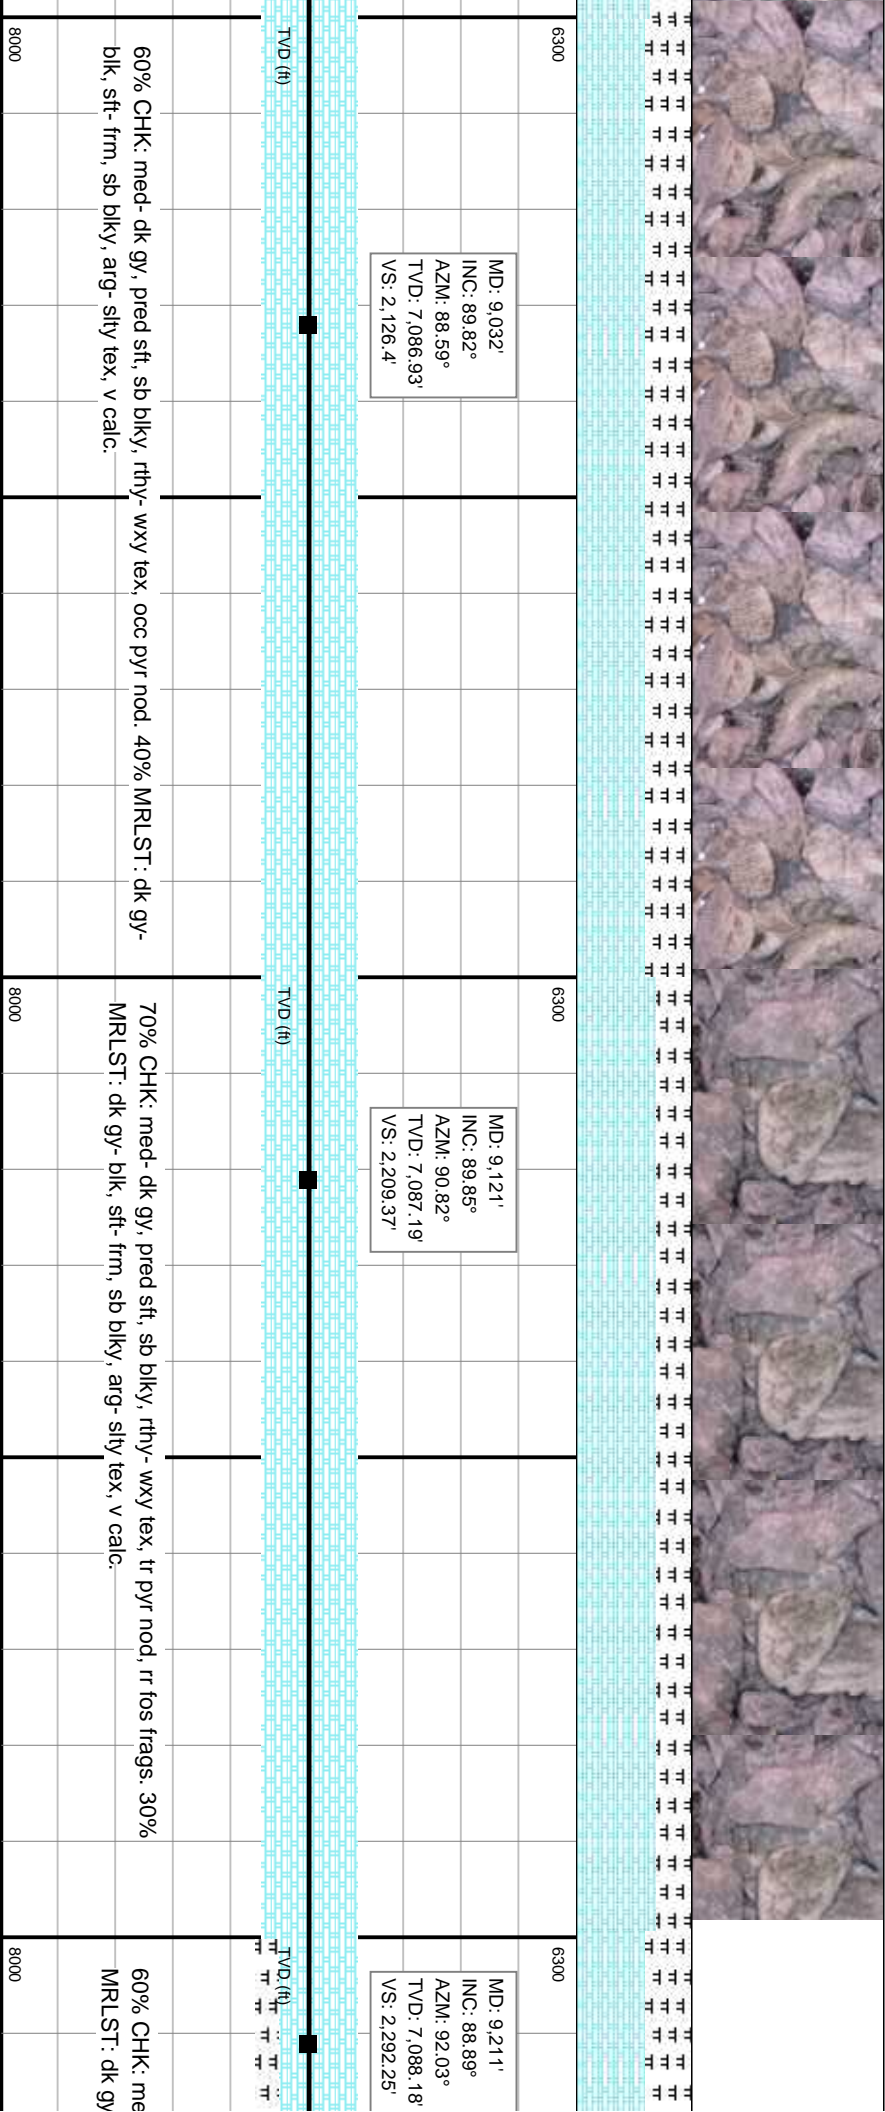 6300
TVD (ft)
8000
MD: 9,032'
INC: 89.82°
AZM: 88.59°
TVD: 7,086.93'
VS: 2,126.4'
60% CHK: med- dk gy, pred sft, sb blky, rthy- wxy tex, occ pyr nod. 40% MRLST: dk gy-
blk, sft- frm, sb blky, arg- slty tex, v calc.
6300
TVD (ft)
8000
MD: 9,121'
INC: 89.85°
AZM: 90.82°
TVD: 7,087.19'
VS: 2,209.37'
70% CHK: med- dk gy, pred sft, sb blky, rthy- wxy tex, tr pyr nod, rr fos frags. 30%
MRLST: dk gy- blk, sft- frm, sb blky, arg- slty tex, v calc.
6300
TVD (ft)
8000
MD: 9,211'
INC: 88.89°
AZM: 92.03°
TVD: 7,088.18'
VS: 2,292.25'
60% CHK: me
MRLST: dk gy